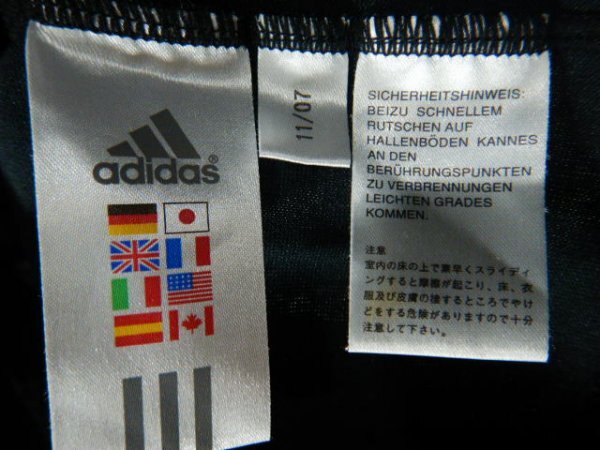 adidas®
11/07
SICHERHEITSHINWEIS:
BEIZU SCHNELLEM
RUTSCHEN AUF
HALLENBÖDEN KANNES
AN DEN
BERÜHRUNGSPUNKTEN
ZU VERBRENNUNGEN
LEICHTEN GRADES
KOMMEN.
注意
室内の床の上で素早くスライディ
ングすると摩擦が起こり、床、衣
服及び皮膚の接するところでやけ
どをする危険がありますので十分
注意して下さい。